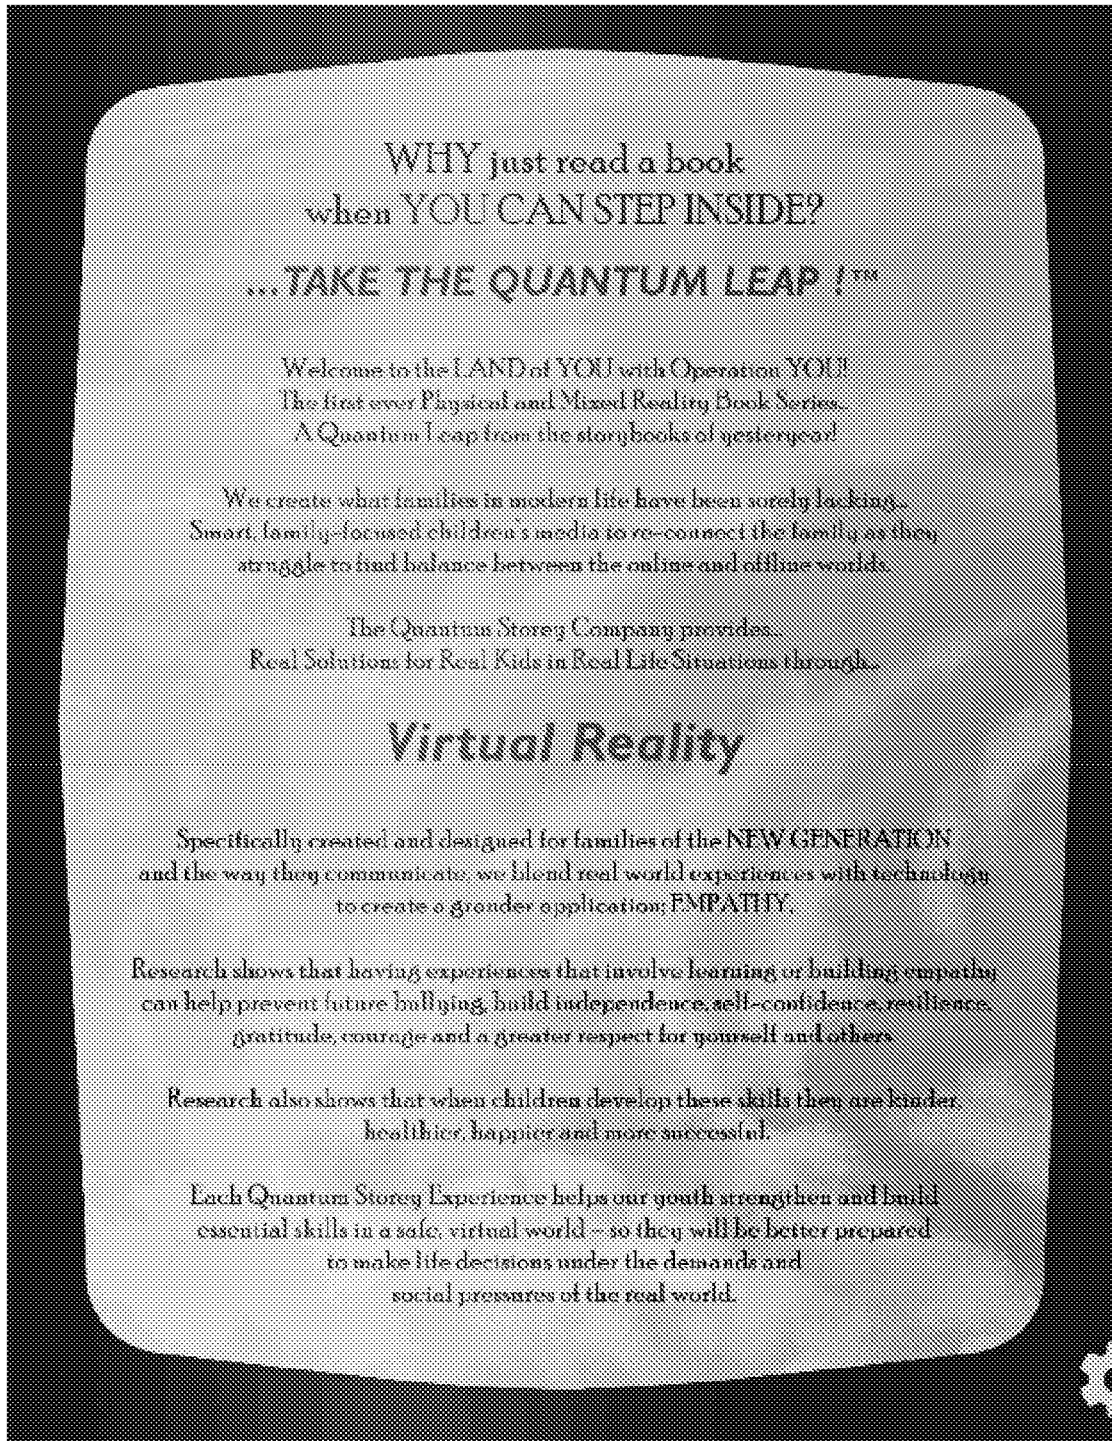 WHY just read a book
when YOU CAN STEP INSIDE?
...TAKE THE QUANTUM LEAP !™
Welcome to the LAND of YOU with Operation YOU!
The first ever Physical and Mixed Reality Book Series...
A Quantum Leap from the storybooks of yesteryear!
We create what families in modern life have been sorely lacking...
Smart, family-focused children's media to re-connect the family as they
struggle to find balance between the online and offline worlds.
The Quantum Storey Company provides...
Real Solutions for Real Kids in Real Life Situations through...
Virtual Reality
Specifically created and designed for families of the NEW GENERATION
and the way they communicate, we blend real world experiences with technology
to create a grander application; EMPATHY.
Research shows that having experiences that involve learning or building empathy
can help prevent future bullying, build independence, self-confidence, resilience,
gratitude, courage and a greater respect for yourself and others.
Research also shows that when children develop these skills they are kinder,
healthier, happier and more successful.
Each Quantum Storey Experience helps our youth strengthen and build
essential skills in a safe, virtual world – so they will be better prepared
to make life decisions under the demands and
social pressures of the real world.